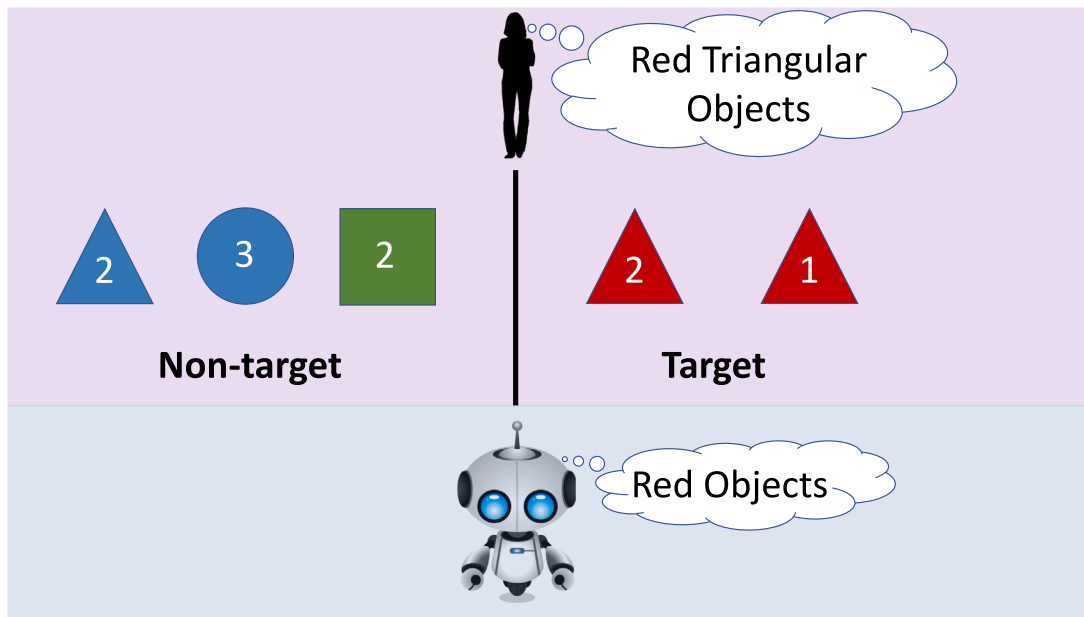 Red Triangular
Objects
2
3
2
2
1
Non-target
Target
Red Objects